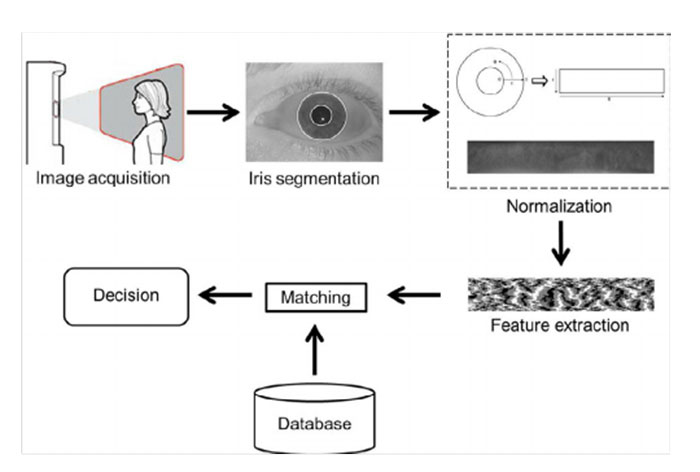 Image acquisition
Iris segmentation
Normalization
Feature extraction
Matching
Decision
Database